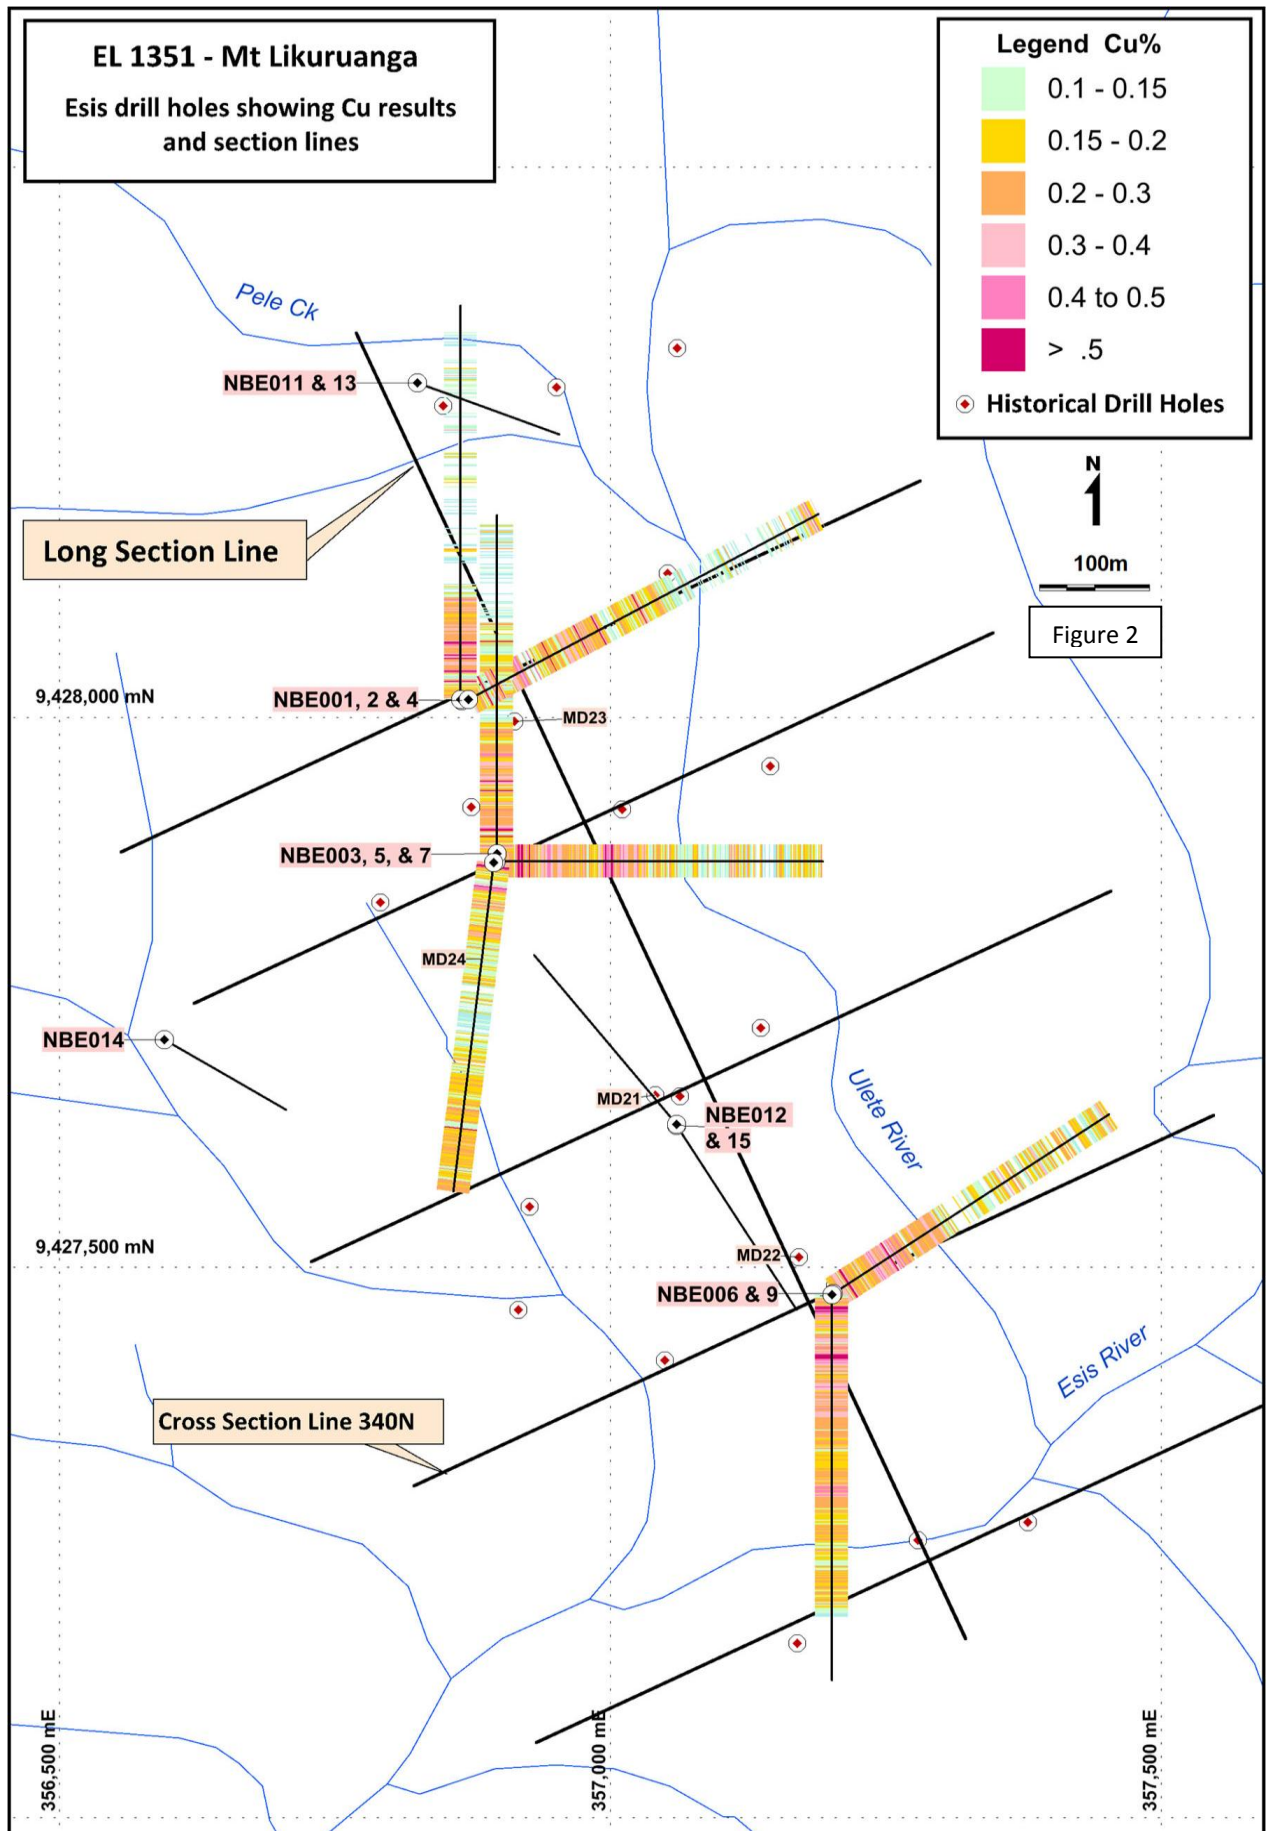 EL 1351 - Mt Likuruanga
Esis drill holes showing Cu results
and section lines
Legend Cu%
0.1 - 0.15
0.15 - 0.2
0.2 - 0.3
0.3 - 0.4
0.4 to 0.5
> .5
Historical Drill Holes
Pele Ck
NBE011 & 13
N
100m
Figure 2
Long Section Line
9,428,000 mN
NBE001, 2 & 4
MD23
NBE003, 5, & 7
MD24
NBE014
MD21
NBE012
& 15
Ulete River
9,427,500 mN
MD22
NBE006 & 9
Esis River
Cross Section Line 340N
356,500 mE
357,000 mE
357,500 mE